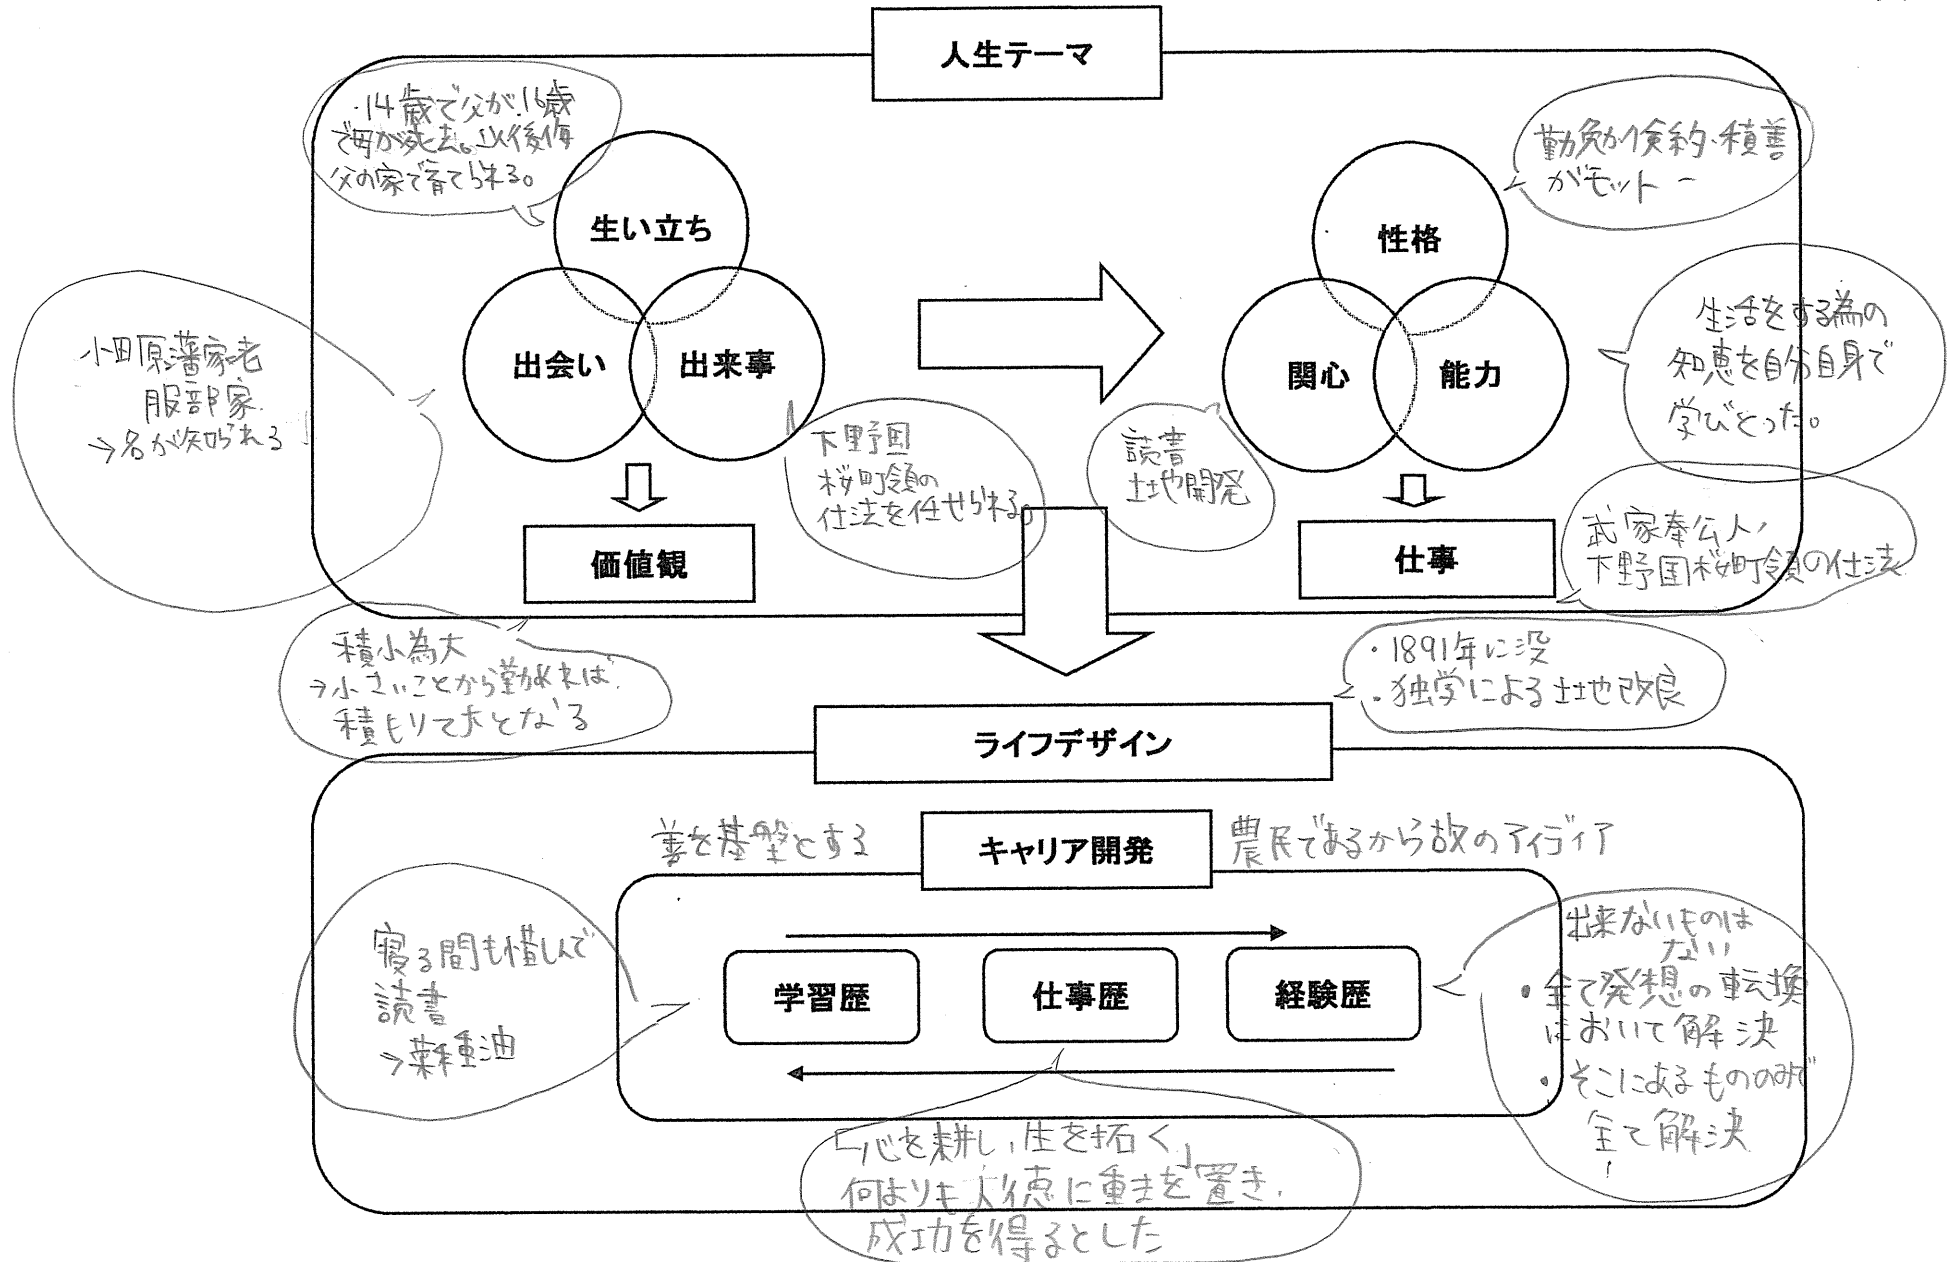 人生テーマ
・14歳で父が、16歳
で母が死去。以後伯
父の家で育てられる。
生い立ち
出会い
出来事
小田原藩家老
服部家
→名が知られる
下野国
桜町領の
仕法を任せられる。
価値観
積小為大
→小さいことから勤めれば
積もりて大となる
勤勉・倹約・積善
がモットー
性格
関心
能力
生活をする為の
知恵を自分自身で
学びとった。
読書
土地開発
仕事
武家奉公人、
下野国桜町領の仕法
・1891年に没
・独学による土地改良
ライフデザイン
善を基盤とする
キャリア開発
農民であるから故のアイディア
寝る間も惜しんで
読書
→菜種油
学習歴
仕事歴
経験歴
出来ないものは
ない
・全て発想の転換
において解決
・そこにあるもののみで
全て解決
「心を耕し、生を拓く」
何よりも人徳に重きを置き、
成功を得るとした